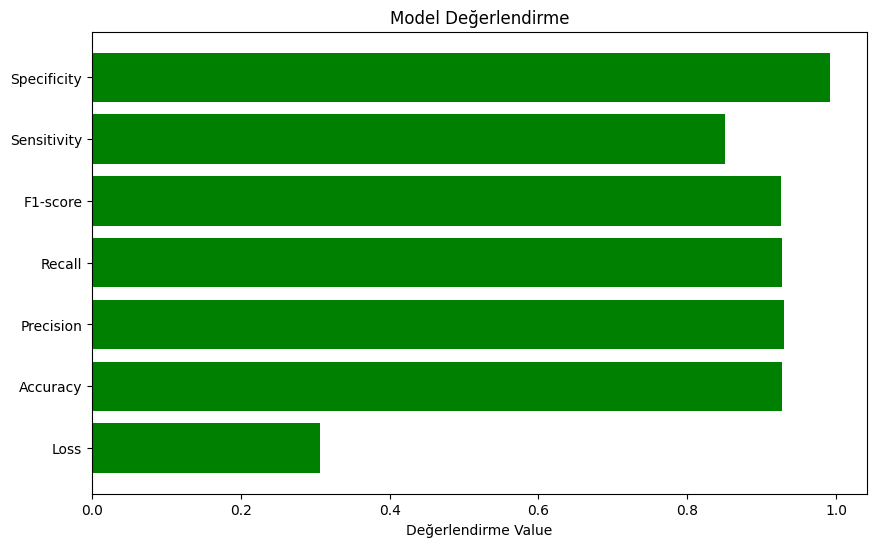 Model Değerlendirme
Specificity
Sensitivity
F1-score
Recall
Precision
Accuracy
Loss
0.0 0.2 0.4 0.6 0.8 1.0
Değerlendirme Value